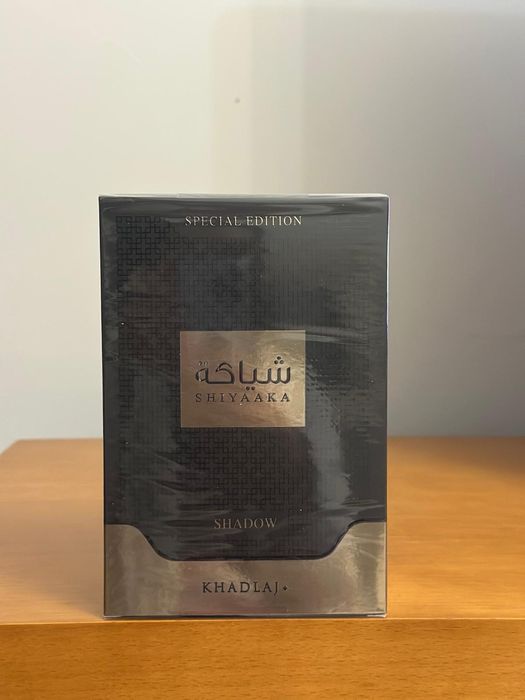 SPECIAL EDITION
شياكة
SHIYAAKA
SHADOW
KHADLAJ